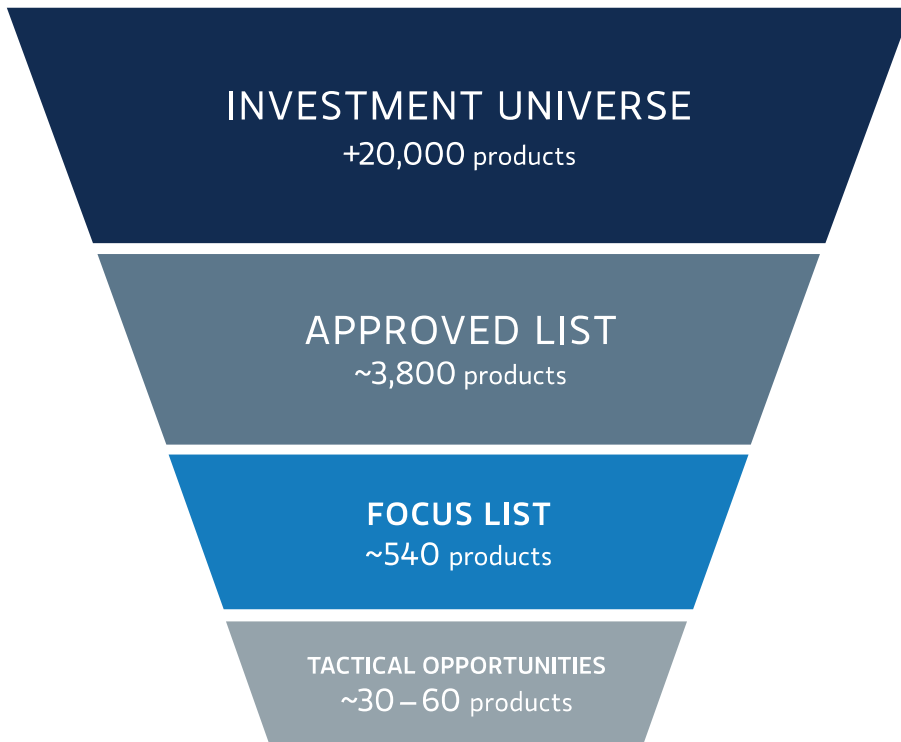 INVESTMENT UNIVERSE
+20,000 products
APPROVED LIST
~3,800 products
FOCUS LIST
~540 products
TACTICAL OPPORTUNITIES
~30–60 products